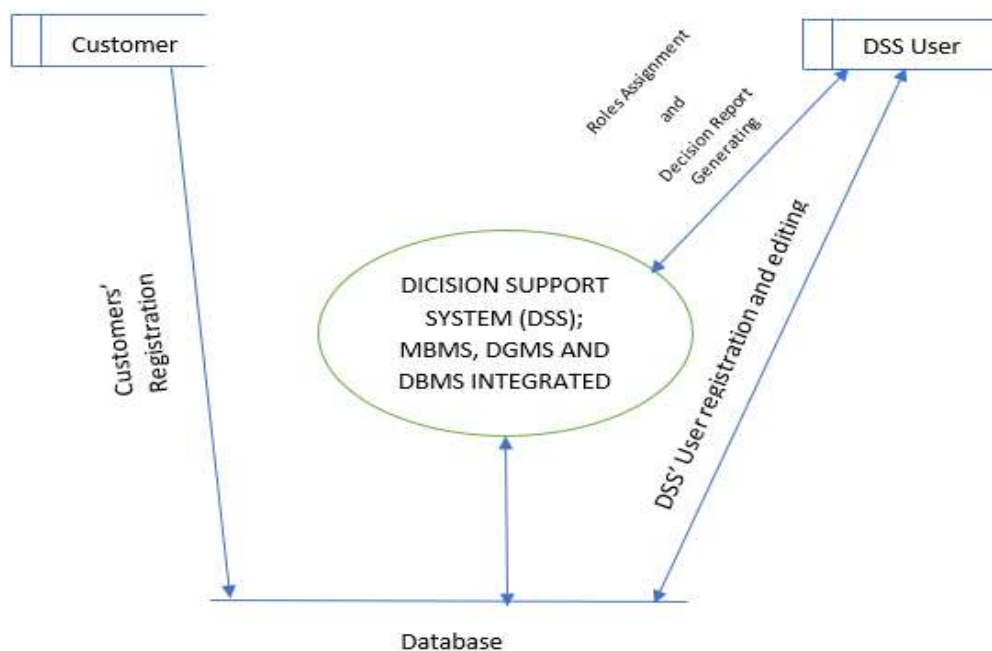 Customer
DSS User
Roles Assignment
and
Decision Report
Generating
DICISION SUPPORT
SYSTEM (DSS);
MBMS, DGMS AND
DBMS INTEGRATED
Customers’
Registration
DSS’ User registration and editing
Database